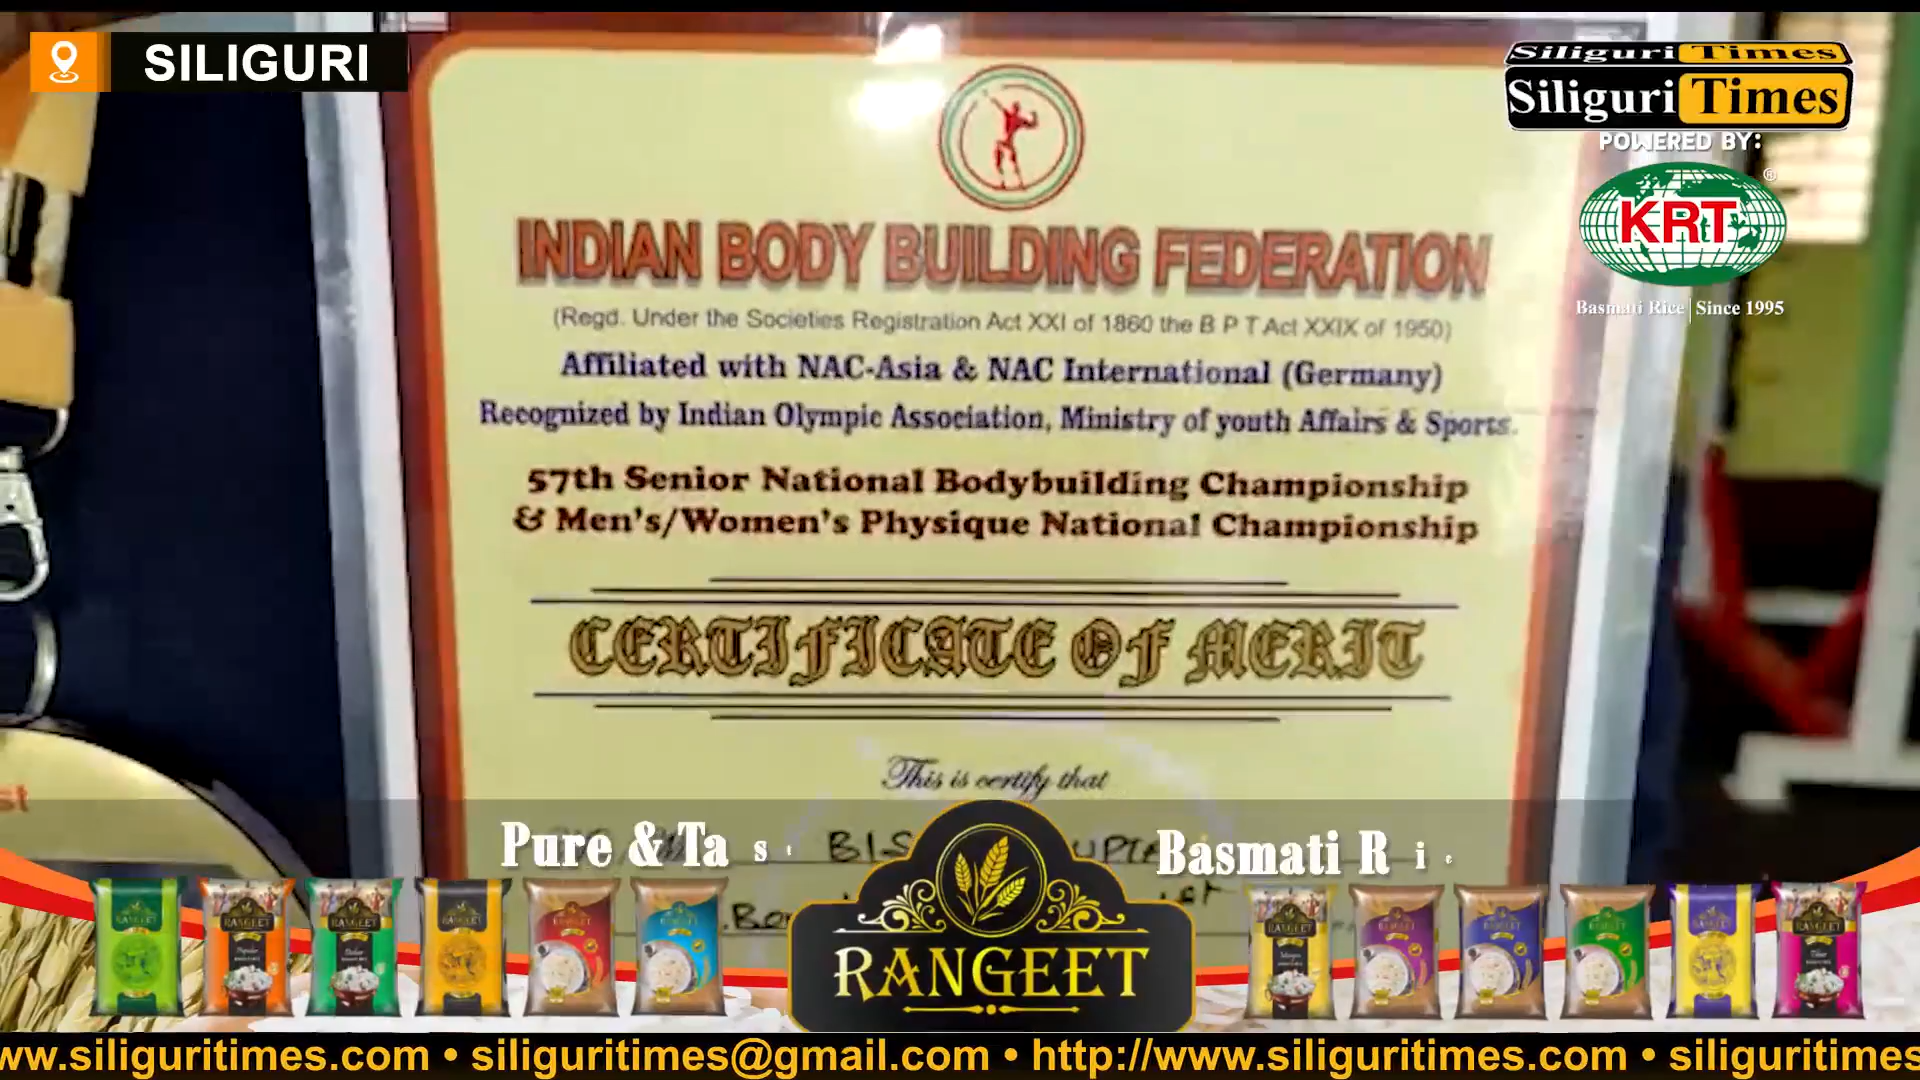 SILIGURI
Siliguri Times
Siliguri Times
POWERED BY:
KRT
Basmati Rice | Since 1995
INDIAN BODY BUILDING FEDERATION
(Regd. Under the Societies Registration Act XXI of 1860 the B P T Act XXIX of 1950)
Affiliated with NAC-Asia & NAC International (Germany)
Recognized by Indian Olympic Association, Ministry of youth Affairs & Sports.
57th Senior National Bodybuilding Championship
& Men's/Women's Physique National Championship
CERTIFICATE OF MERIT
This is certify that
Pure & Tas
Basmati Rie
RANGEET
ww.siliguritimes.com • siliguritimes@gmail.com • http://www.siliguritimes.com • siliguritimes